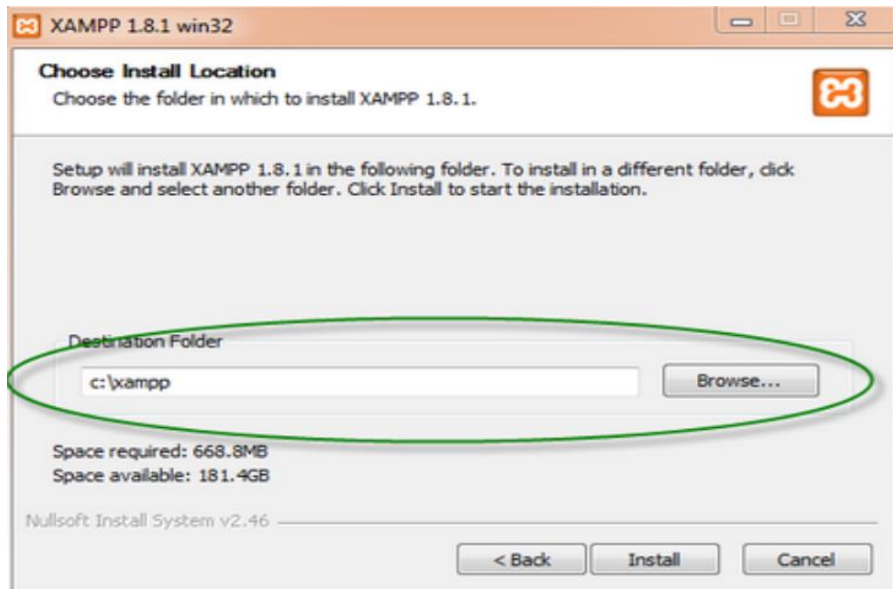 XAMPP 1.8.1 win32
Choose Install Location
Choose the folder in which to install XAMPP 1.8.1.
Setup will install XAMPP 1.8.1 in the following folder. To install in a different folder, click
Browse and select another folder. Click Install to start the installation.
Destination Folder
c:\xampp
Browse...
Space required: 668.8MB
Space available: 181.4GB
Nullsoft Install System v2.46
< Back
Install
Cancel